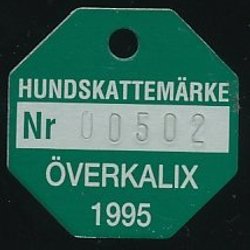 HUNDSKATTEMÄRKE
Nr 00502
ÖVERKALIX
1995